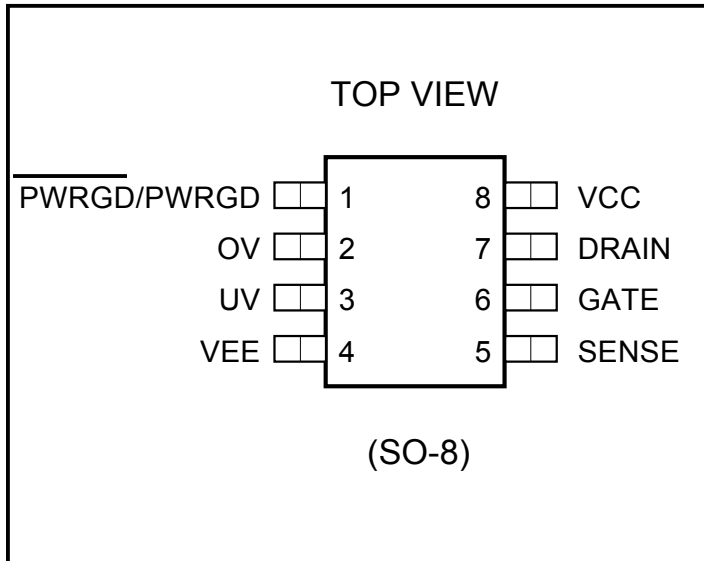 TOP VIEW
PWRGD/PWRGD 1 8 VCC
OV 2 7 DRAIN
UV 3 6 GATE
VEE 4 5 SENSE
(SO-8)